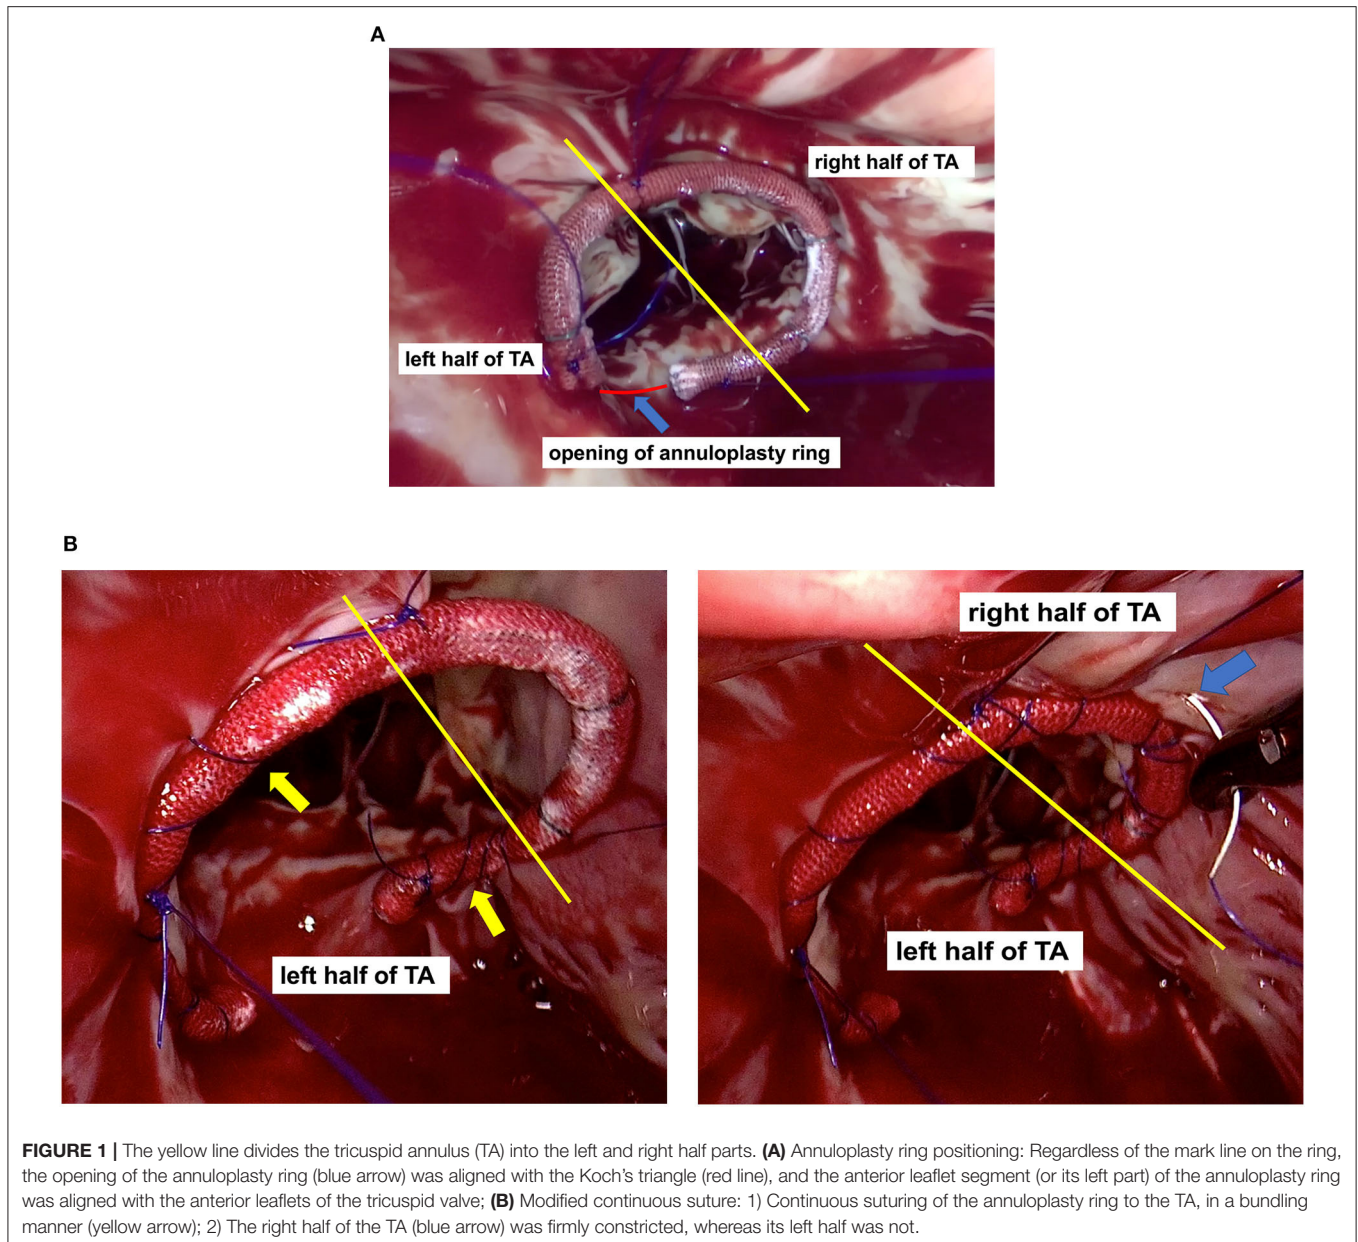 A
right half of TA
left half of TA
opening of annuloplasty ring
B
right half of TA
left half of TA
left half of TA
FIGURE 1 | The yellow line divides the tricuspid annulus (TA) into the left and right half parts. (A) Annuloplasty ring positioning: Regardless of the mark line on the ring,
the opening of the annuloplasty ring (blue arrow) was aligned with the Koch's triangle (red line), and the anterior leaflet segment (or its left part) of the annuloplasty ring
was aligned with the anterior leaflets of the tricuspid valve; (B) Modified continuous suture: 1) Continuous suturing of the annuloplasty ring to the TA, in a bundling
manner (yellow arrow); 2) The right half of the TA (blue arrow) was firmly constricted, whereas its left half was not.